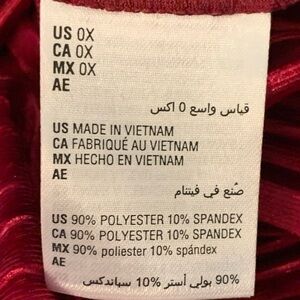 US 0X
CA 0X
MX 0X
AE
قياس واسع 0 اكس
US MADE IN VIETNAM
CA FABRIQUÉ AU VIETNAM
MX HECHO EN VIETNAM
AE
صنع في فيتنام
US 90% POLYESTER 10% SPANDEX
CA 90% POLYESTER 10% SPANDEX
MX 90% poliester 10% spándex
AE
90% بولي أستر 10% سباندكس